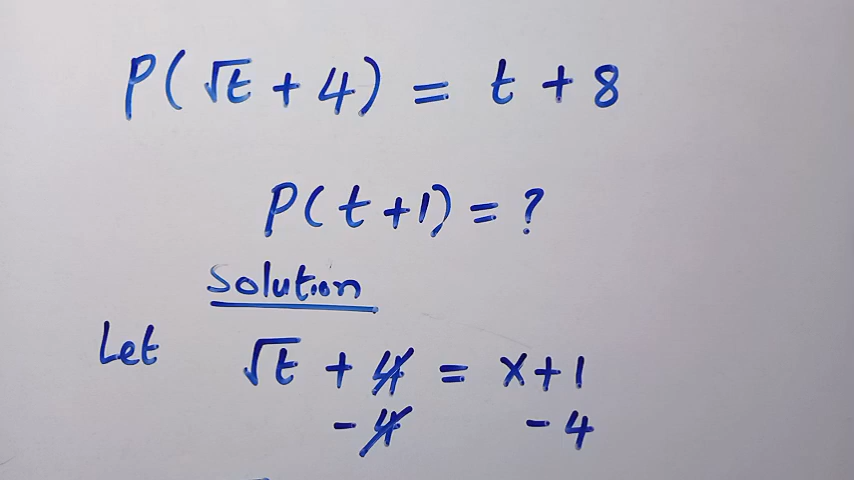 P(√t + 4) = t + 8
P(t+1) = ?
Solution
Let √t + 4 = x+1
-4 -4